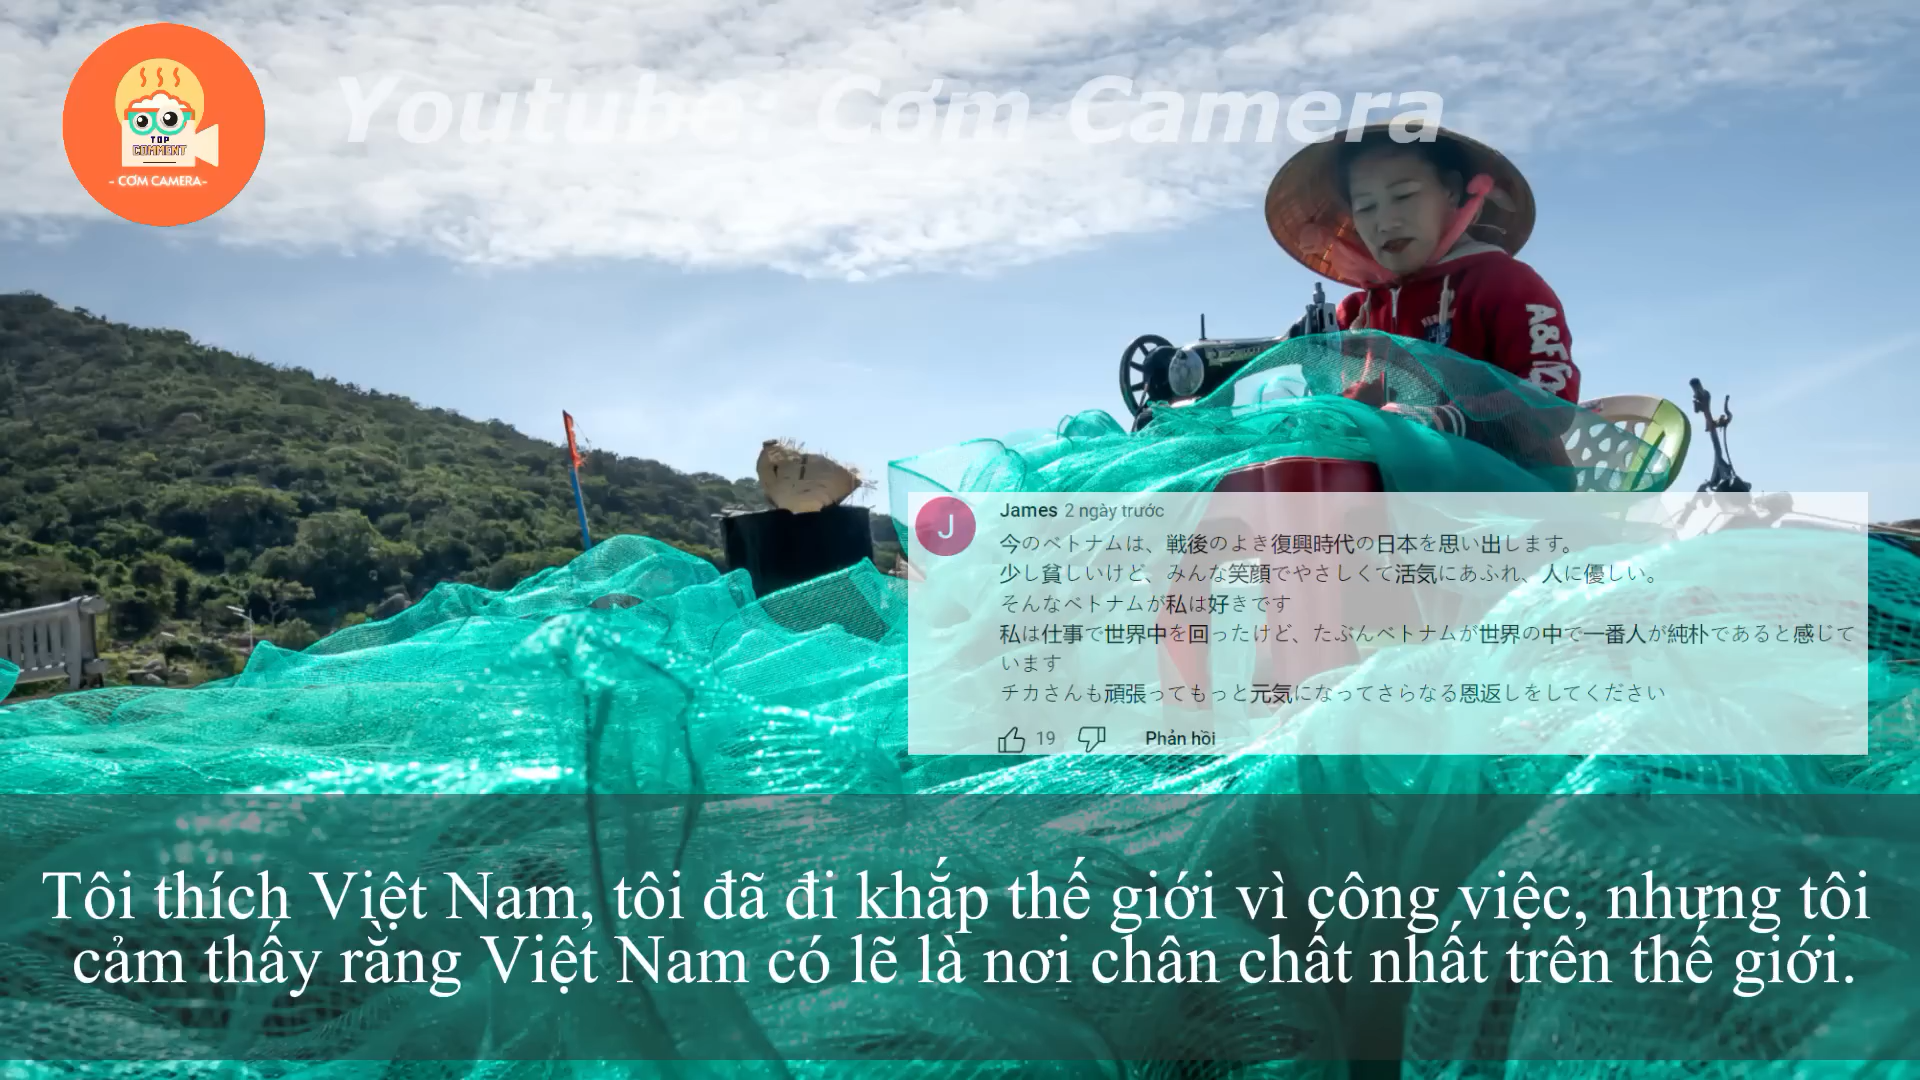 Youtube: Cơm Camera
TOP
COMMENT
- CƠM CAMERA-
A&F
James 2 ngày trước
今のベトナムは、戦後のよき復興時代の日本を思い出します。
少し貧しいけど、みんな笑顔でやさしくて活気にあふれ、人に優しい。
そんなベトナムが私は好きです
私は仕事で世界中を回ったけど、たぶんベトナムが世界の中で一番人が純朴であると感じて
います
チカさんも頑張ってもっと元気になってさらなる恩返しをしてください
J
19
Phản hồi
Tôi thích Việt Nam, tôi đã đi khắp thế giới vì công việc, nhưng tôi
cảm thấy rằng Việt Nam có lẽ là nơi chân chất nhất trên thế giới.